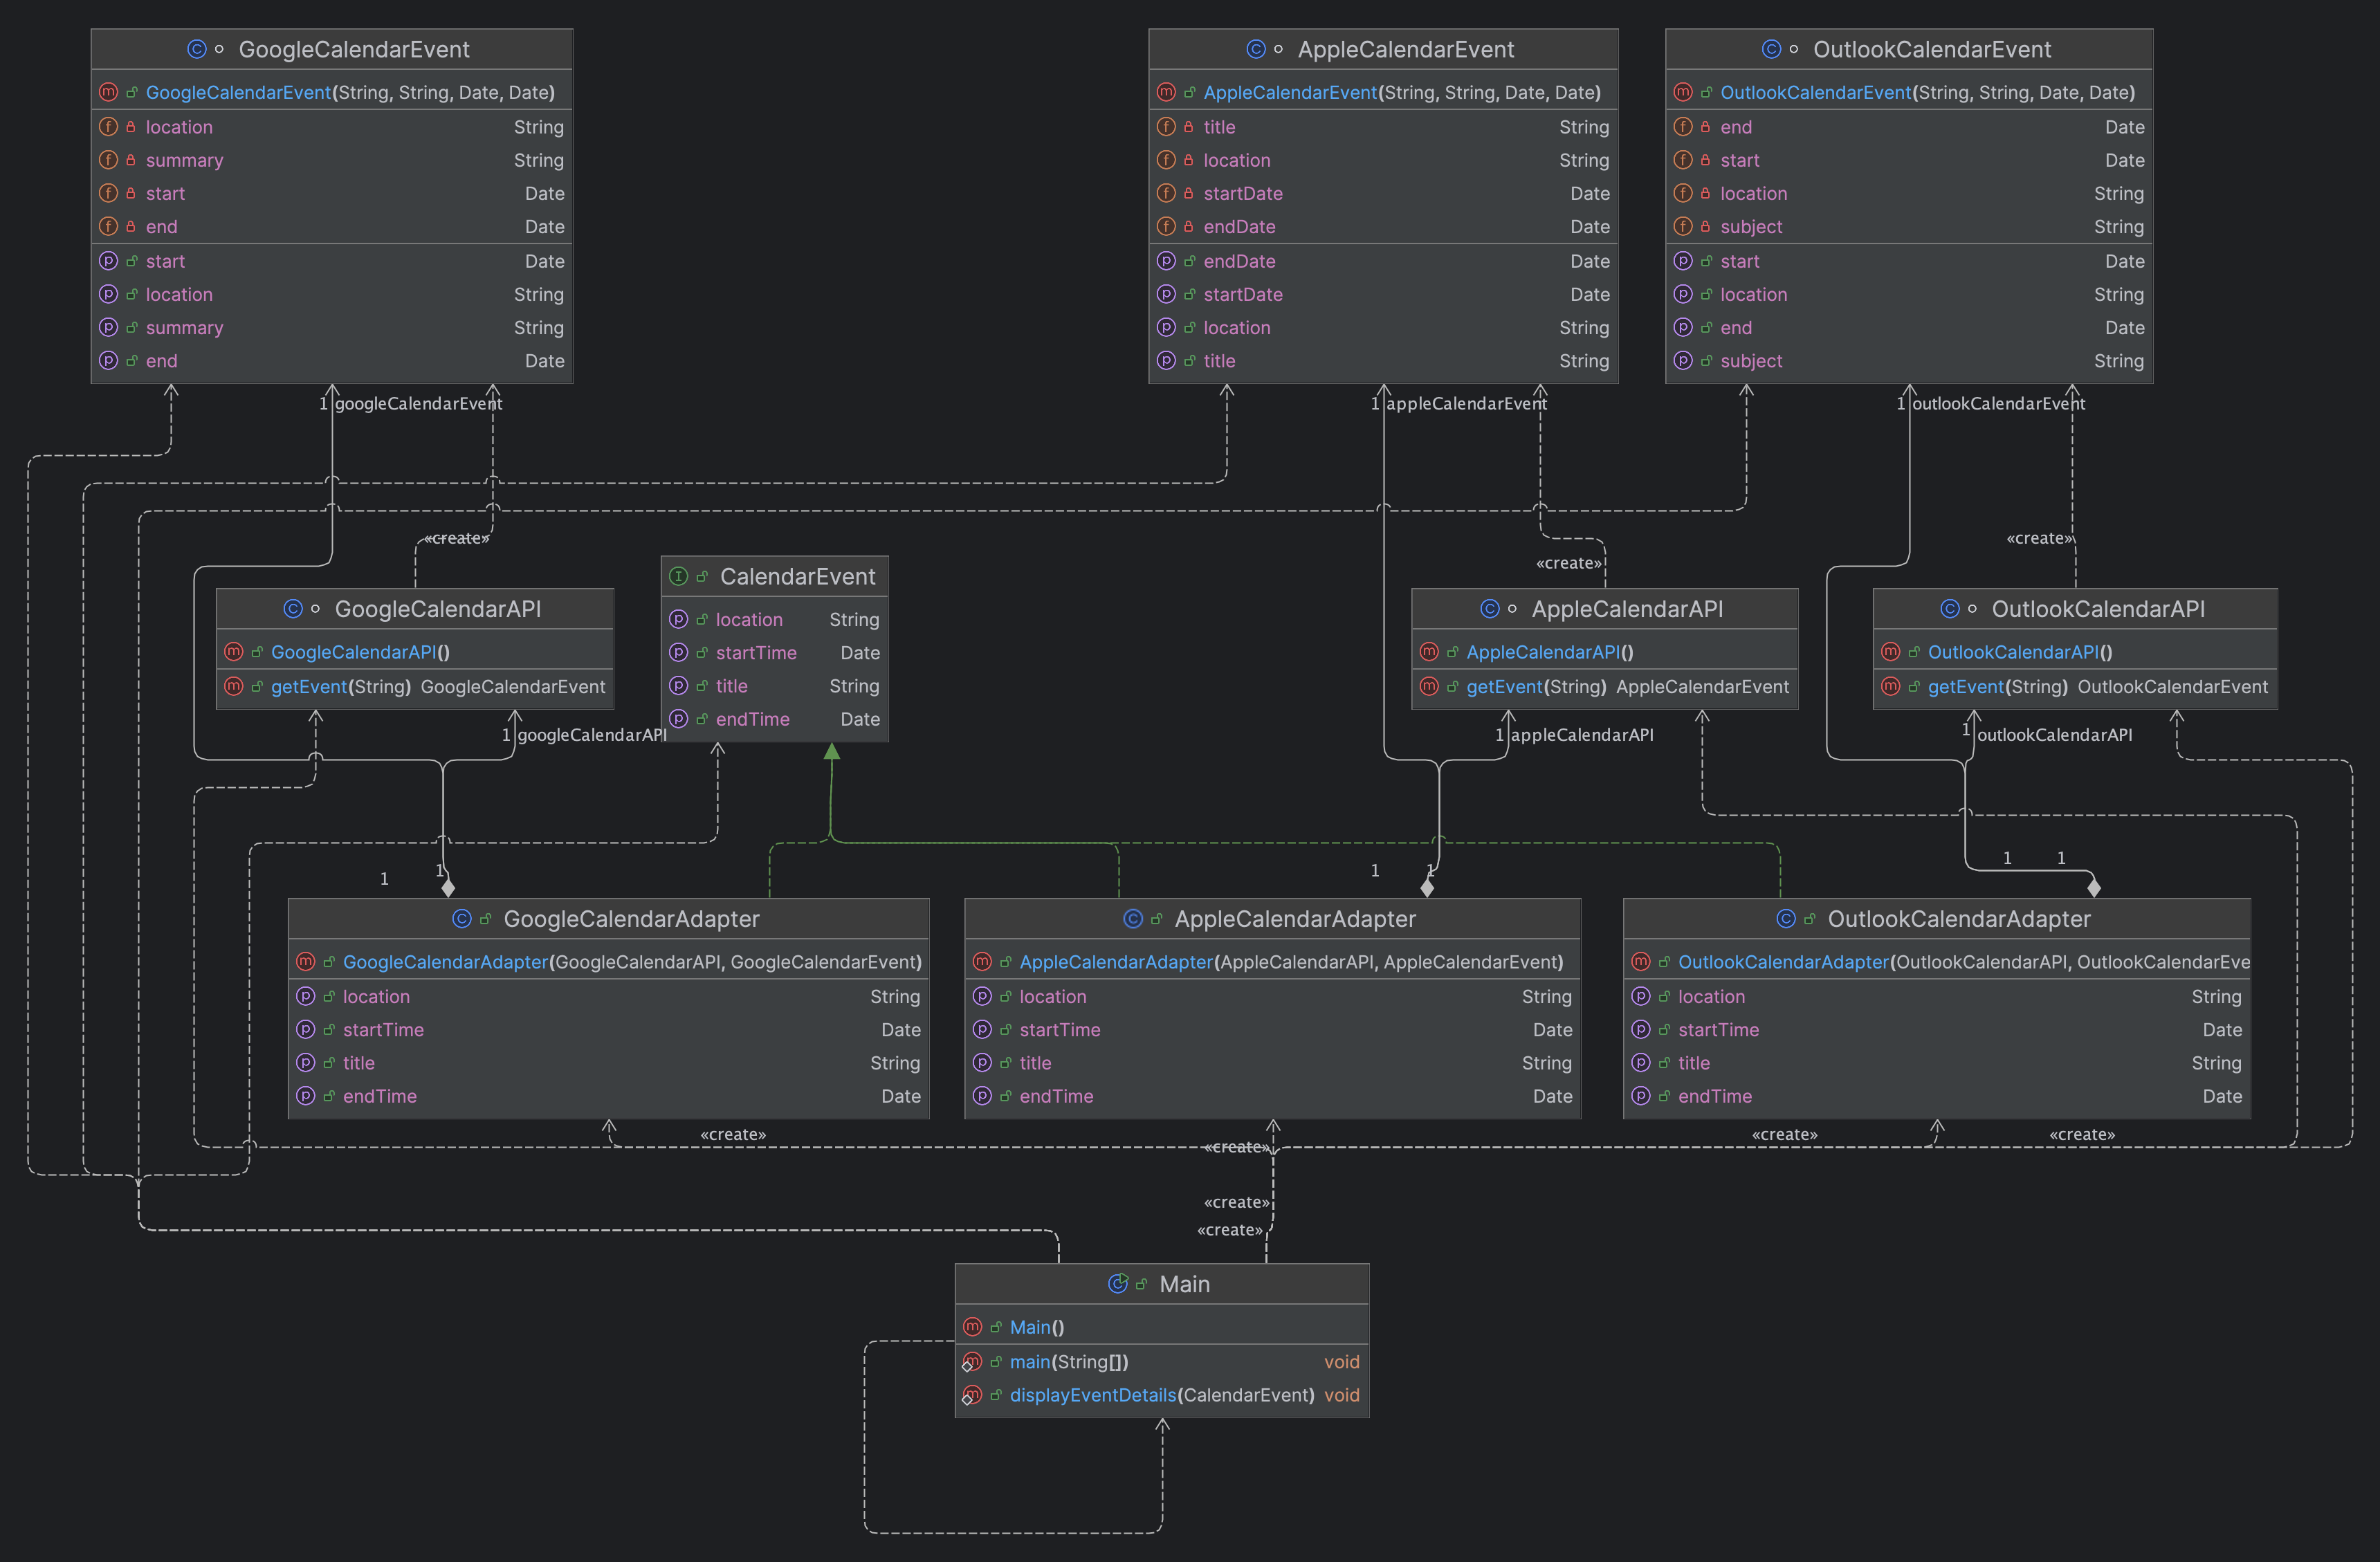 GoogleCalendarEvent
GoogleCalendarEvent(String, String, Date, Date)
location String
summary String
start Date
end Date
start Date
location String
summary String
end Date
AppleCalendarEvent
AppleCalendarEvent(String, String, Date, Date)
title String
location String
startDate Date
endDate Date
endDate Date
startDate Date
location String
title String
OutlookCalendarEvent
OutlookCalendarEvent(String, String, Date, Date)
end Date
start Date
location String
subject String
start Date
location String
end Date
subject String
1 googleCalendarEvent
1 appleCalendarEvent
1 outlookCalendarEvent
«create»
«create»
«create»
GoogleCalendarAPI
GoogleCalendarAPI()
getEvent(String) GoogleCalendarEvent
CalendarEvent
location String
startTime Date
title String
endTime Date
AppleCalendarAPI
AppleCalendarAPI()
getEvent(String) AppleCalendarEvent
OutlookCalendarAPI
OutlookCalendarAPI()
getEvent(String) OutlookCalendarEvent
1 googleCalendarAPI
1 appleCalendarAPI
1 outlookCalendarAPI
1 1
1 1
1 1
GoogleCalendarAdapter
GoogleCalendarAdapter(GoogleCalendarAPI, GoogleCalendarEvent)
location String
startTime Date
title String
endTime Date
AppleCalendarAdapter
AppleCalendarAdapter(AppleCalendarAPI, AppleCalendarEvent)
location String
startTime Date
title String
endTime Date
OutlookCalendarAdapter
OutlookCalendarAdapter(OutlookCalendarAPI, OutlookCalendarEve
location String
startTime Date
title String
endTime Date
«create»
«create»
«create»
«create»
«create»
«create»
Main
Main()
main(String[]) void
displayEventDetails(CalendarEvent) void